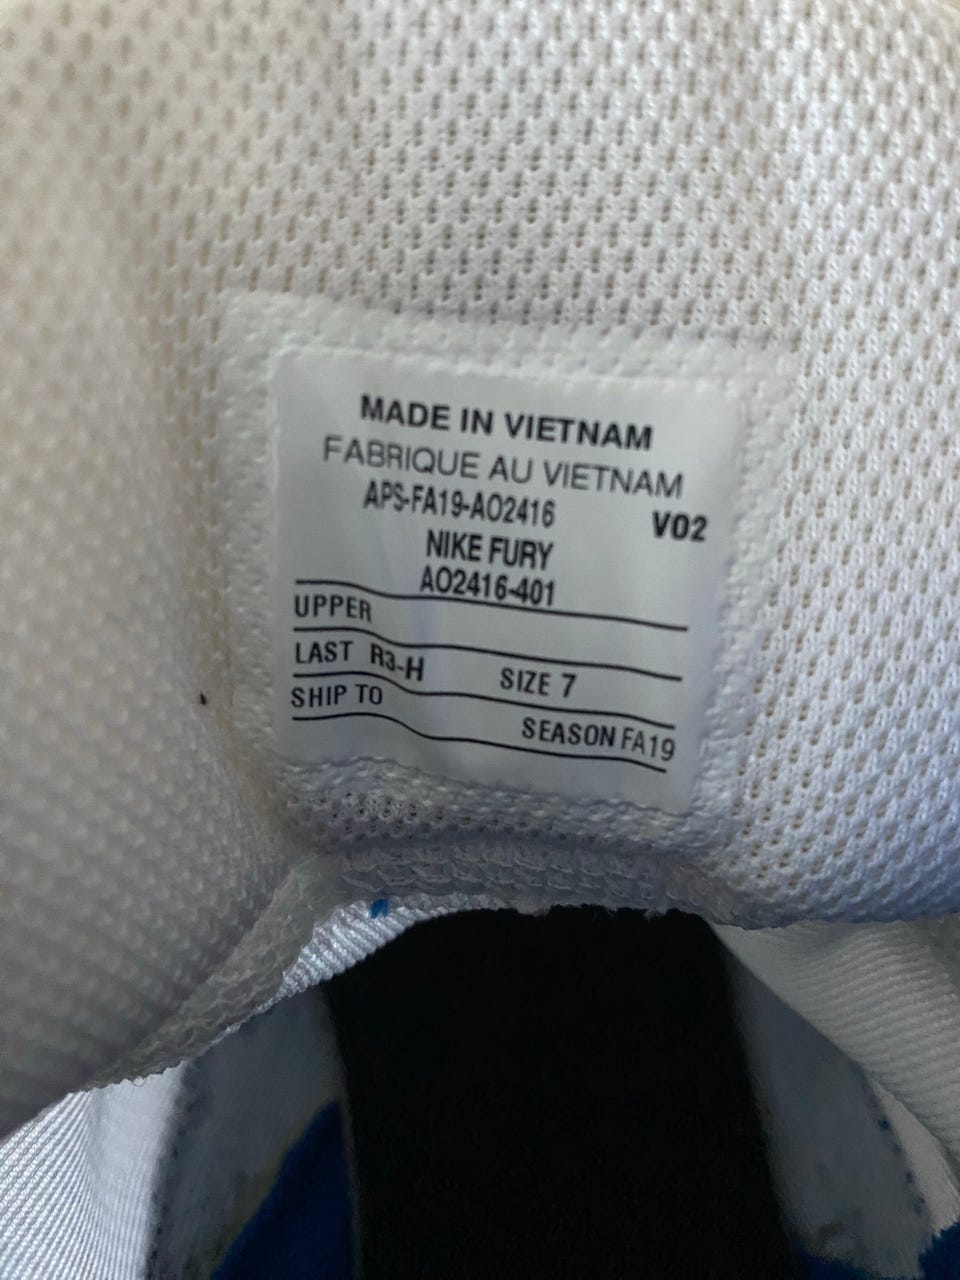 MADE IN VIETNAM
FABRIQUE AU VIETNAM
APS-FA19-AO2416 V02
NIKE FURY
AO2416-401
UPPER
LAST R3-H SIZE 7
SHIP TO
SEASON FA19